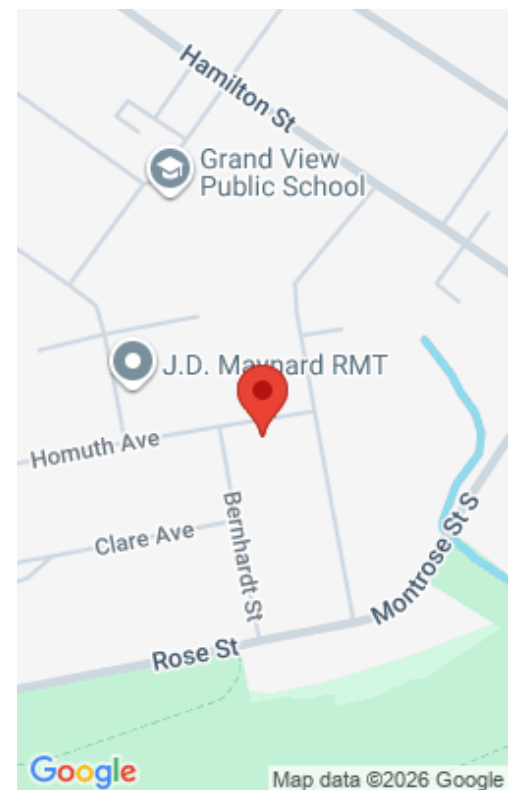 Hamilton St
Grand View
Public School
J.D. Maynard RMT
Homuth Ave
Bernhardt St
Clare Ave
Montrose St S
Rose St
Google
Map data ©2026 Google